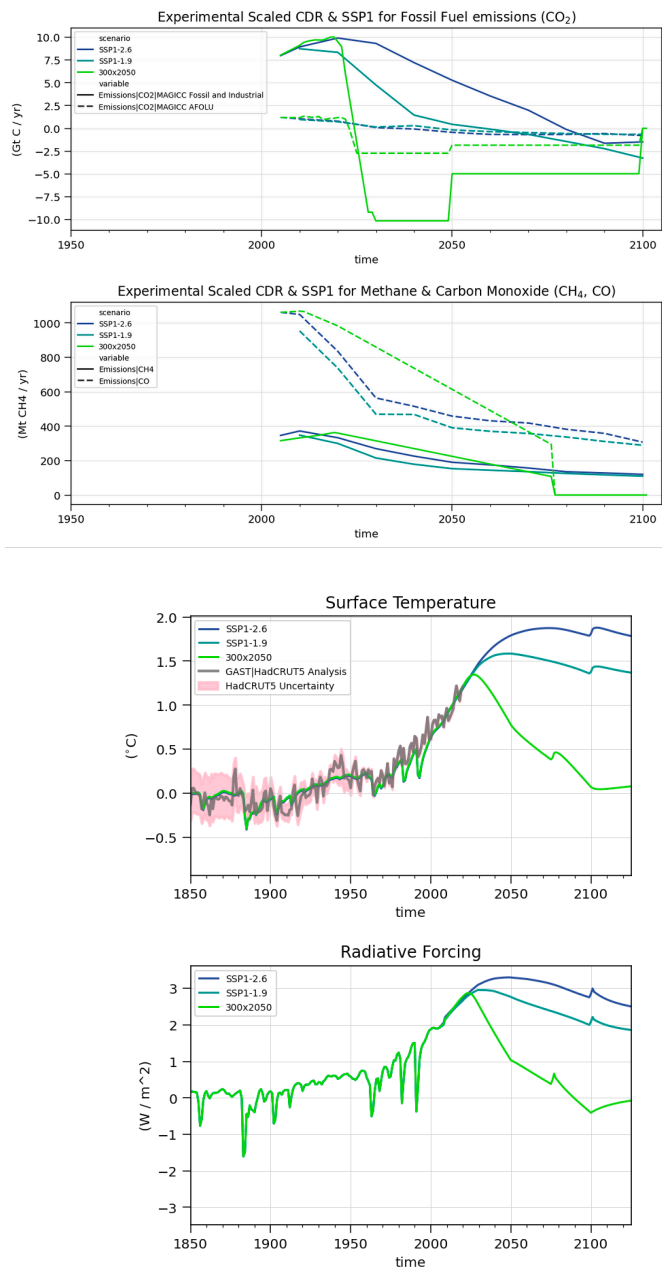 Experimental Scaled CDR & SSP1 for Fossil Fuel emissions (CO₂)
(Gt C / yr)
10.0
7.5
5.0
2.5
0.0
−2.5
−5.0
−7.5
−10.0
scenario
SSP1-2.6
SSP1-1.9
300x2050
variable
Emissions|CO2|MAGICC Fossil and Industrial
Emissions|CO2|MAGICC AFOLU
1950 2000 2050 2100
time
Experimental Scaled CDR & SSP1 for Methane & Carbon Monoxide (CH₄, CO)
(Mt CH4 / yr)
1000
800
600
400
200
0
scenario
SSP1-2.6
SSP1-1.9
300x2050
variable
Emissions|CH4
Emissions|CO
1950 2000 2050 2100
time
Surface Temperature
(°C)
2.0
1.5
1.0
0.5
0.0
−0.5
SSP1-2.6
SSP1-1.9
300x2050
GAST|HadCRUT5 Analysis
HadCRUT5 Uncertainty
1850 1900 1950 2000 2050 2100
time
Radiative Forcing
(W / m^2)
3
2
1
0
−1
−2
−3
SSP1-2.6
SSP1-1.9
300x2050
1850 1900 1950 2000 2050 2100
time